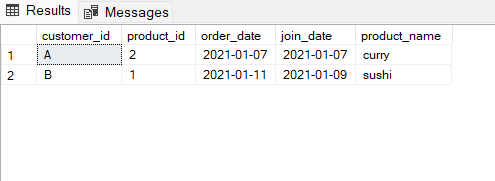 Results Messages
customer_id product_id order_date join_date product_name
1 A 2 2021-01-07 2021-01-07 curry
2 B 1 2021-01-11 2021-01-09 sushi